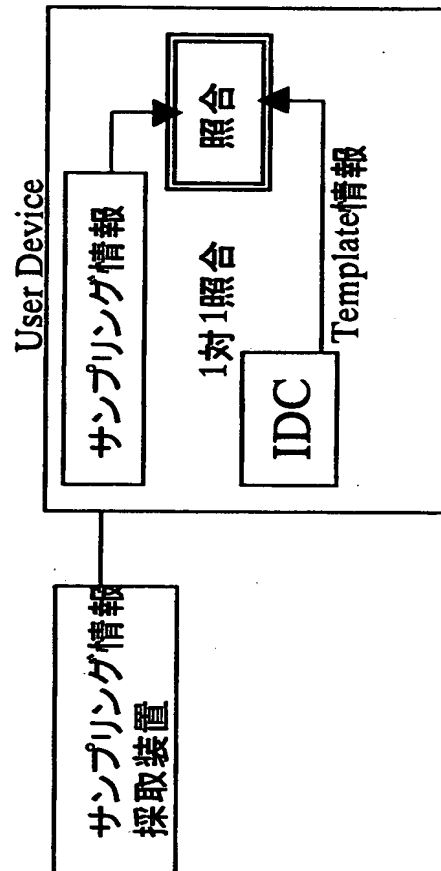 サンプリング情報
採取装置
User Device
サンプリング情報
照合
1対1照合
IDC
Template情報